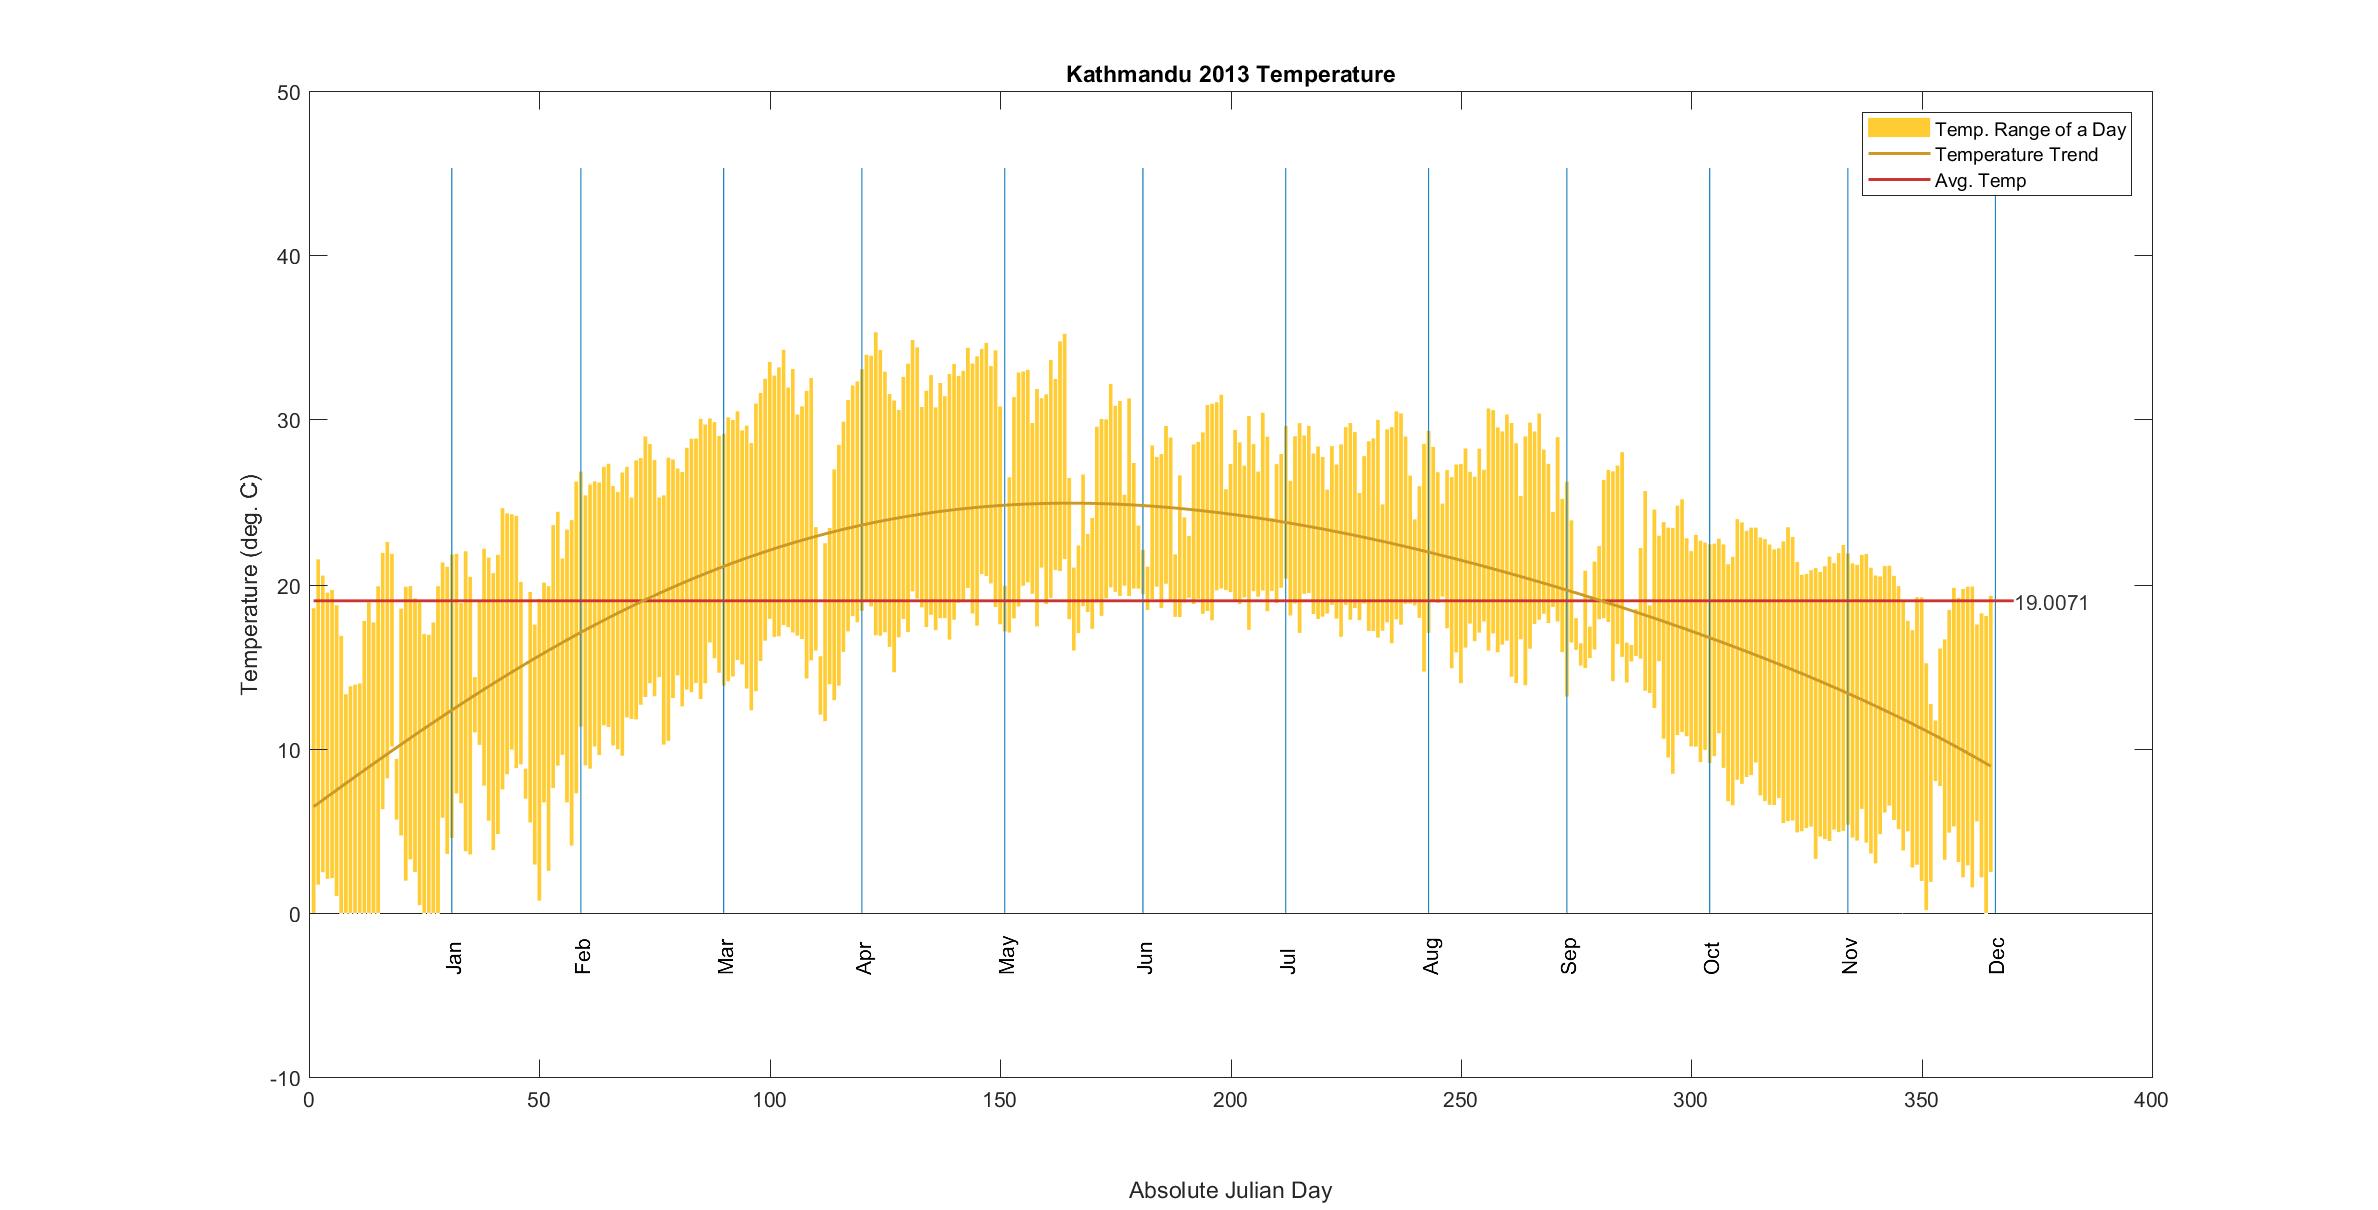 Kathmandu 2013 Temperature
50
40
30
20
10
0
-10
Temperature (deg. C)
Temp. Range of a Day
Temperature Trend
Avg. Temp
19.0071
Jan
Feb
Mar
Apr
May
Jun
Jul
Aug
Sep
Oct
Nov
Dec
0
50
100
150
200
250
300
350
400
Absolute Julian Day